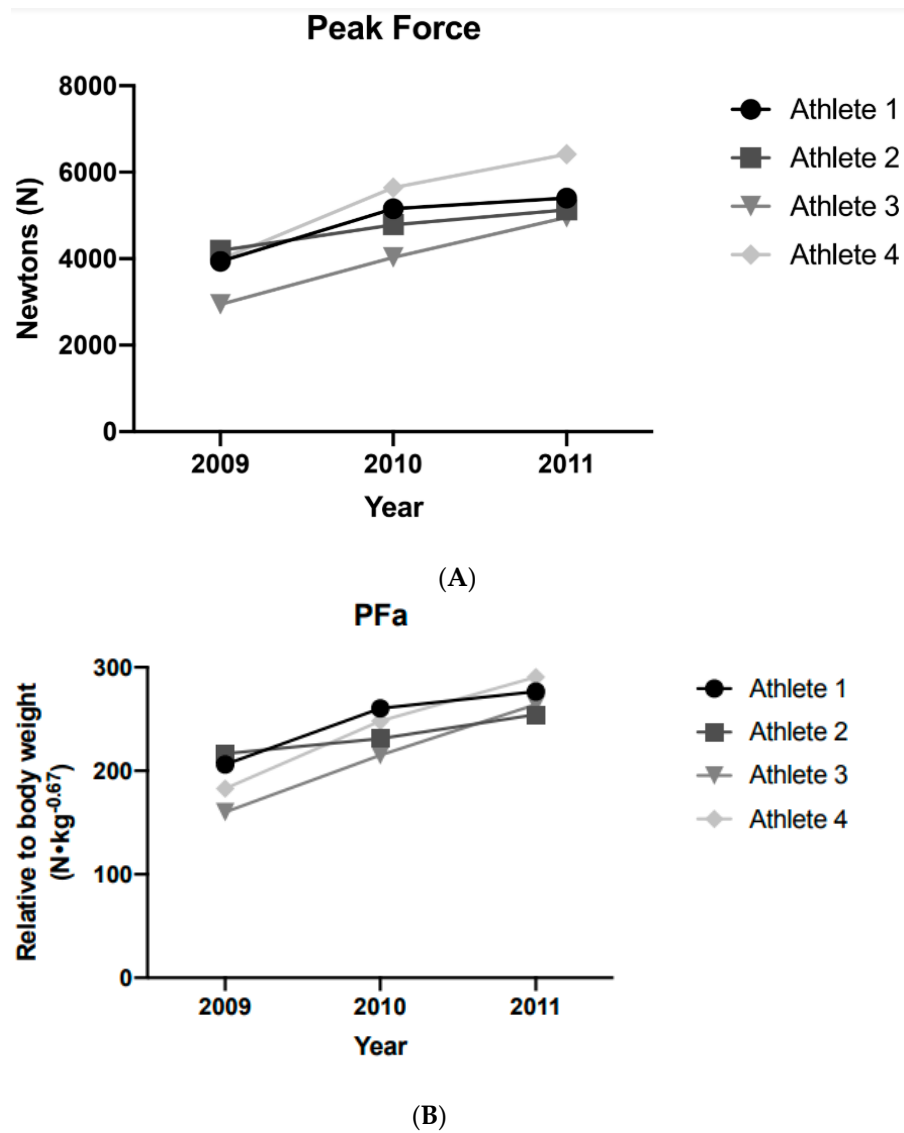 Peak Force
8000
6000
4000
2000
0
Newtons (N)
2009 2010 2011
Year
Athlete 1
Athlete 2
Athlete 3
Athlete 4
(A)
PFa
300
200
100
0
Relative to body weight
(N•kg-0.67)
2009 2010 2011
Year
Athlete 1
Athlete 2
Athlete 3
Athlete 4
(B)